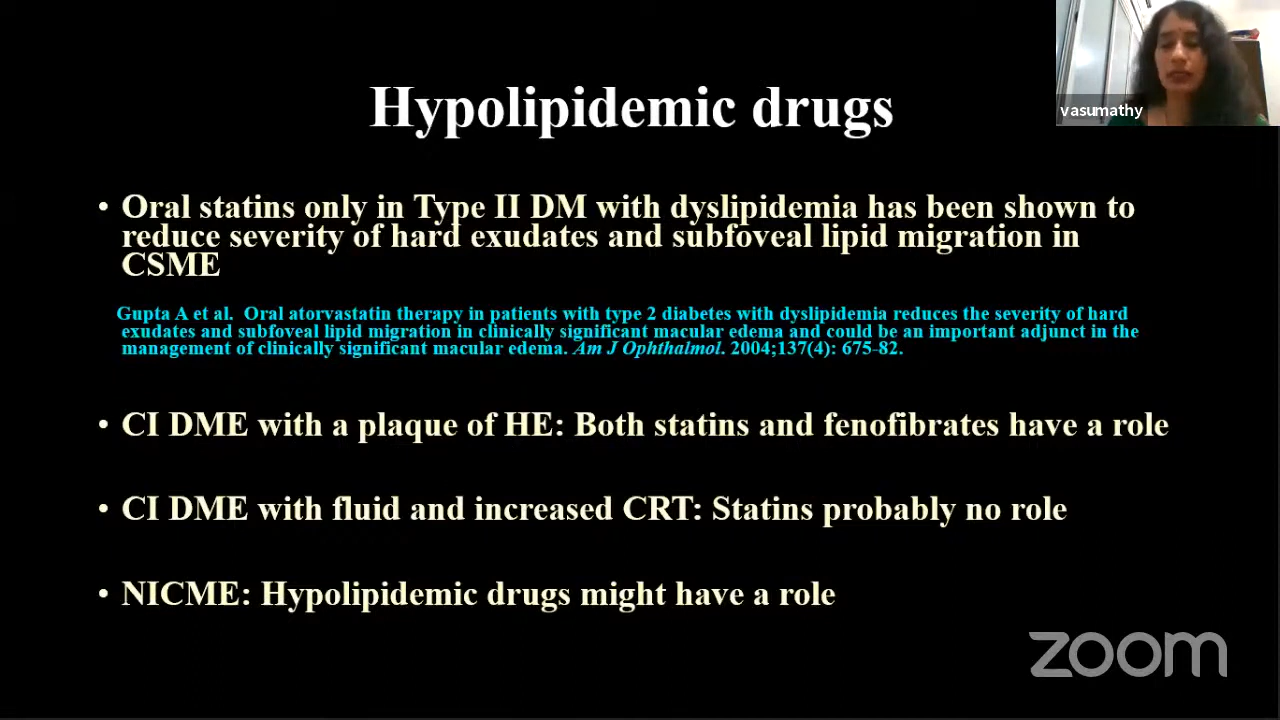 Hypolipidemic drugs
vasumathy
• Oral statins only in Type II DM with dyslipidemia has been shown to
reduce severity of hard exudates and subfoveal lipid migration in
CSME
Gupta A et al. Oral atorvastatin therapy in patients with type 2 diabetes with dyslipidemia reduces the severity of hard
exudates and subfoveal lipid migration in clinically significant macular edema and could be an important adjunct in the
management of clinically significant macular edema. Am J Ophthalmol. 2004;137(4): 675-82.
• CI DME with a plaque of HE: Both statins and fenofibrates have a role
• CI DME with fluid and increased CRT: Statins probably no role
• NICME: Hypolipidemic drugs might have a role
zoom